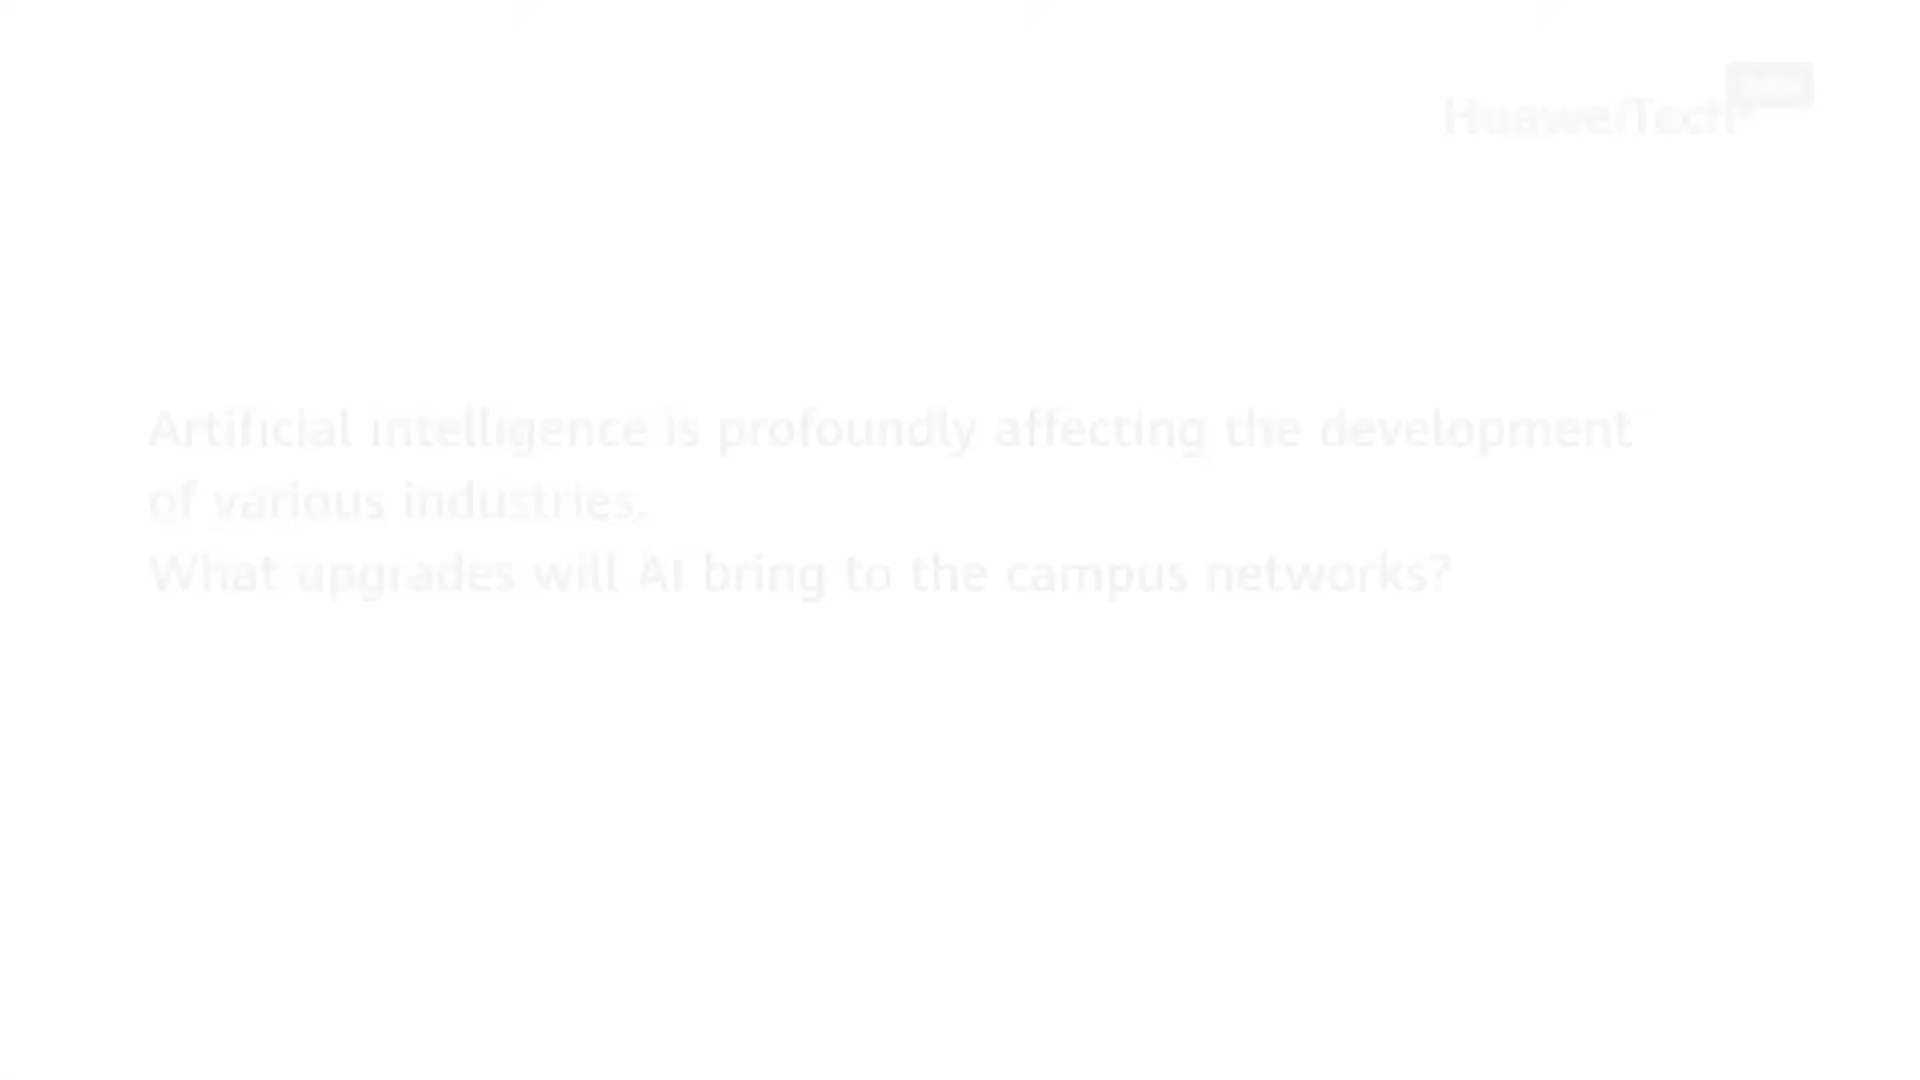 HuaweiTech
Artificial intelligence is profoundly affecting the development
of various industries.
What upgrades will AI bring to the campus networks?